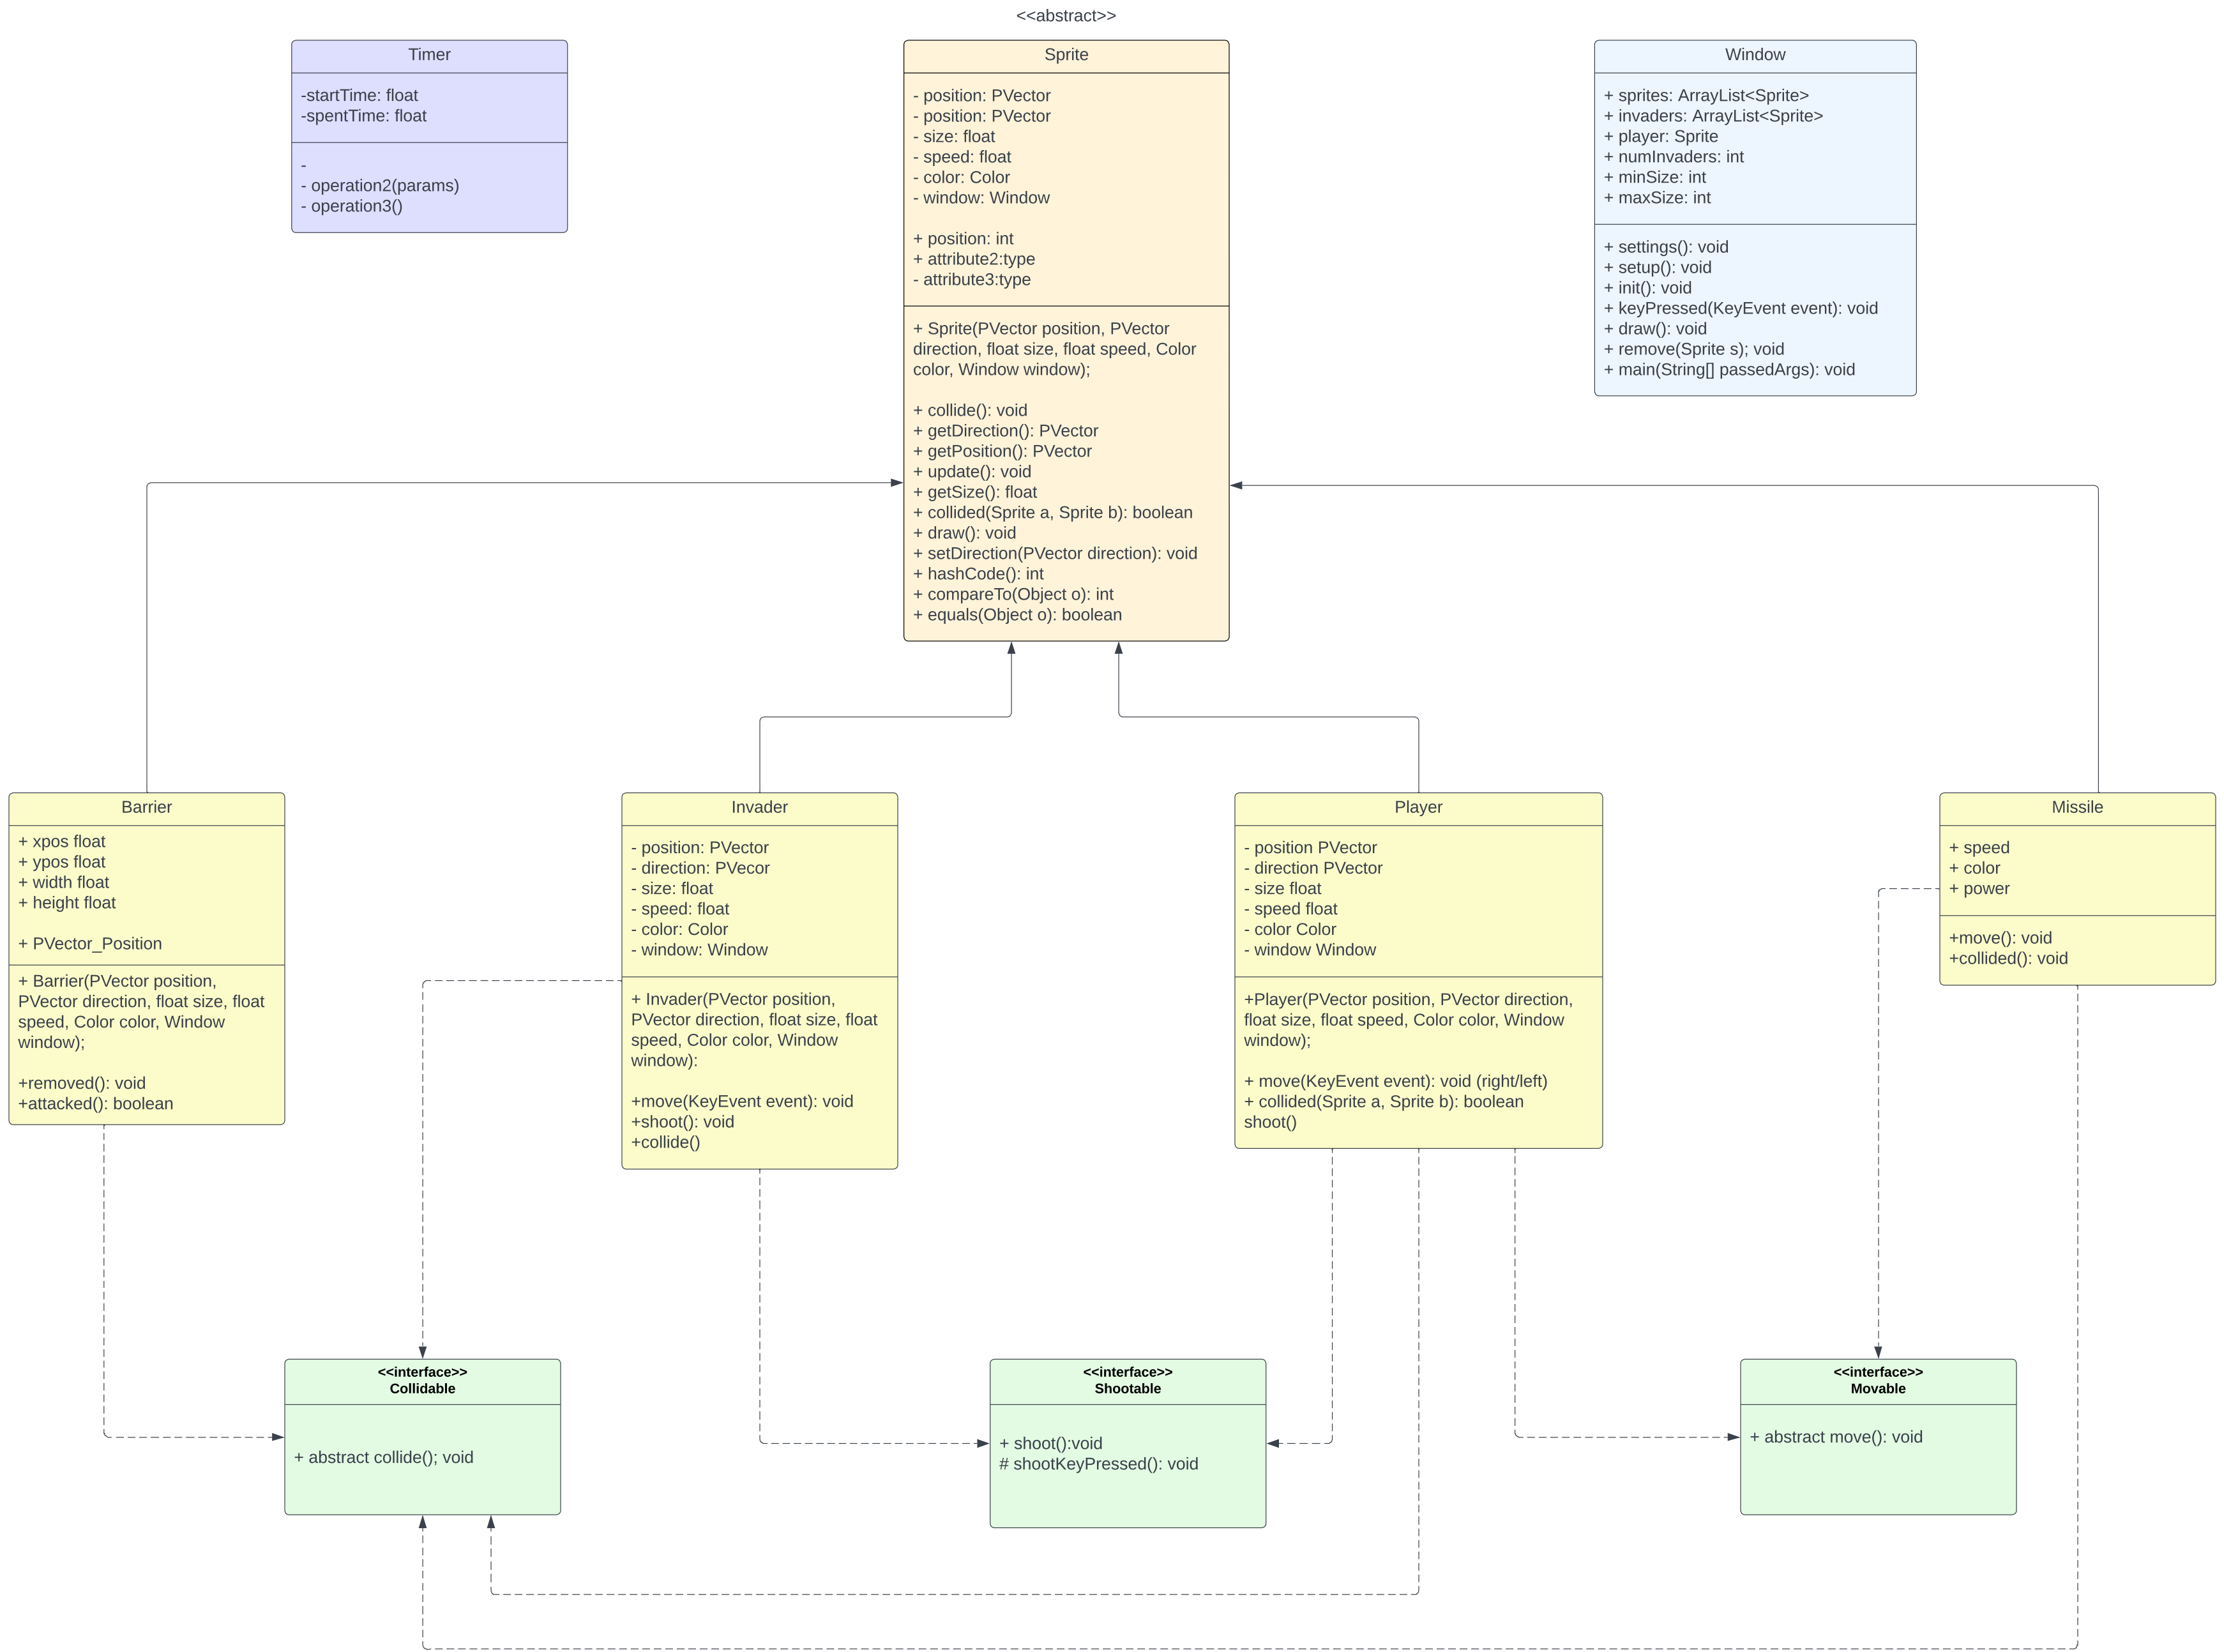 <<abstract>>
Timer
-startTime: float
-spentTime: float
-
- operation2(params)
- operation3()
Sprite
- position: PVector
- position: PVector
- size: float
- speed: float
- color: Color
- window: Window
+ position: int
+ attribute2:type
- attribute3:type
+ Sprite(PVector position, PVector
direction, float size, float speed, Color
color, Window window);
+ collide(): void
+ getDirection(): PVector
+ getPosition(): PVector
+ update(): void
+ getSize(): float
+ collided(Sprite a, Sprite b): boolean
+ draw(): void
+ setDirection(PVector direction): void
+ hashCode(): int
+ compareTo(Object o): int
+ equals(Object o): boolean
Window
+ sprites: ArrayList<Sprite>
+ invaders: ArrayList<Sprite>
+ player: Sprite
+ numInvaders: int
+ minSize: int
+ maxSize: int
+ settings(): void
+ setup(): void
+ init(): void
+ keyPressed(KeyEvent event): void
+ draw(): void
+ remove(Sprite s); void
+ main(String[] passedArgs): void
Barrier
+ xpos float
+ ypos float
+ width float
+ height float
+ PVector_Position
+ Barrier(PVector position,
PVector direction, float size, float
speed, Color color, Window
window);
+removed(): void
+attacked(): boolean
Invader
- position: PVector
- direction: PVecor
- size: float
- speed: float
- color: Color
- window: Window
+ Invader(PVector position,
PVector direction, float size, float
speed, Color color, Window
window):
+move(KeyEvent event): void
+shoot(): void
+collide()
Player
- position PVector
- direction PVector
- size float
- speed float
- color Color
- window Window
+Player(PVector position, PVector direction,
float size, float speed, Color color, Window
window);
+ move(KeyEvent event): void (right/left)
+ collided(Sprite a, Sprite b): boolean
shoot()
Missile
+ speed
+ color
+ power
+move(): void
+collided(): void
<<interface>>
Collidable
+ abstract collide(); void
<<interface>>
Shootable
+ shoot():void
# shootKeyPressed(): void
<<interface>>
Movable
+ abstract move(): void